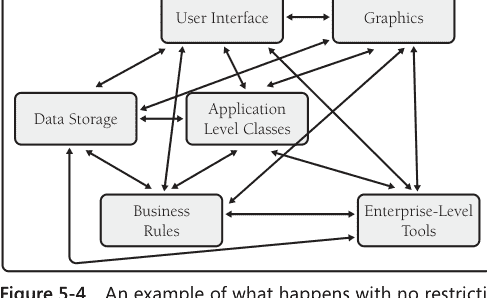 User Interface
Graphics
Data Storage
Application
Level Classes
Business
Rules
Enterprise-Level
Tools
Figure 5-4 An example of what happens with no restricti